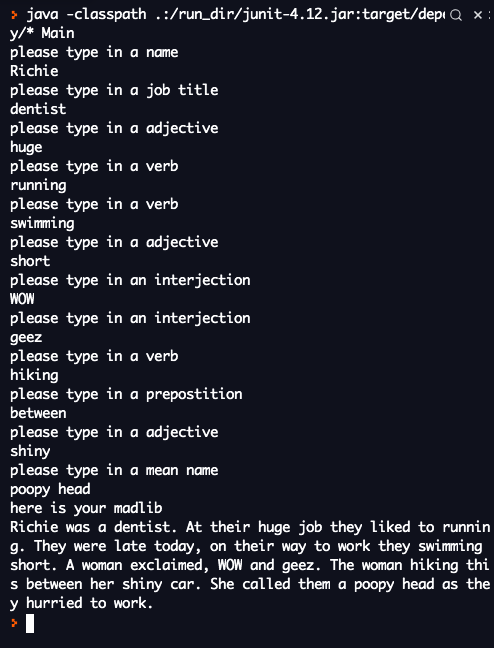 java -classpath .:/run_dir/junit-4.12.jar:target/depe
y/* Main
please type in a name
Richie
please type in a job title
dentist
please type in a adjective
huge
please type in a verb
running
please type in a verb
swimming
please type in a adjective
short
please type in an interjection
WOW
please type in an interjection
geez
please type in a verb
hiking
please type in a prepostition
between
please type in a adjective
shiny
please type in a mean name
poopy head
here is your madlib
Richie was a dentist. At their huge job they liked to runnin
g. They were late today, on their way to work they swimming
short. A woman exclaimed, WOW and geez. The woman hiking thi
s between her shiny car. She called them a poopy head as the
y hurried to work.